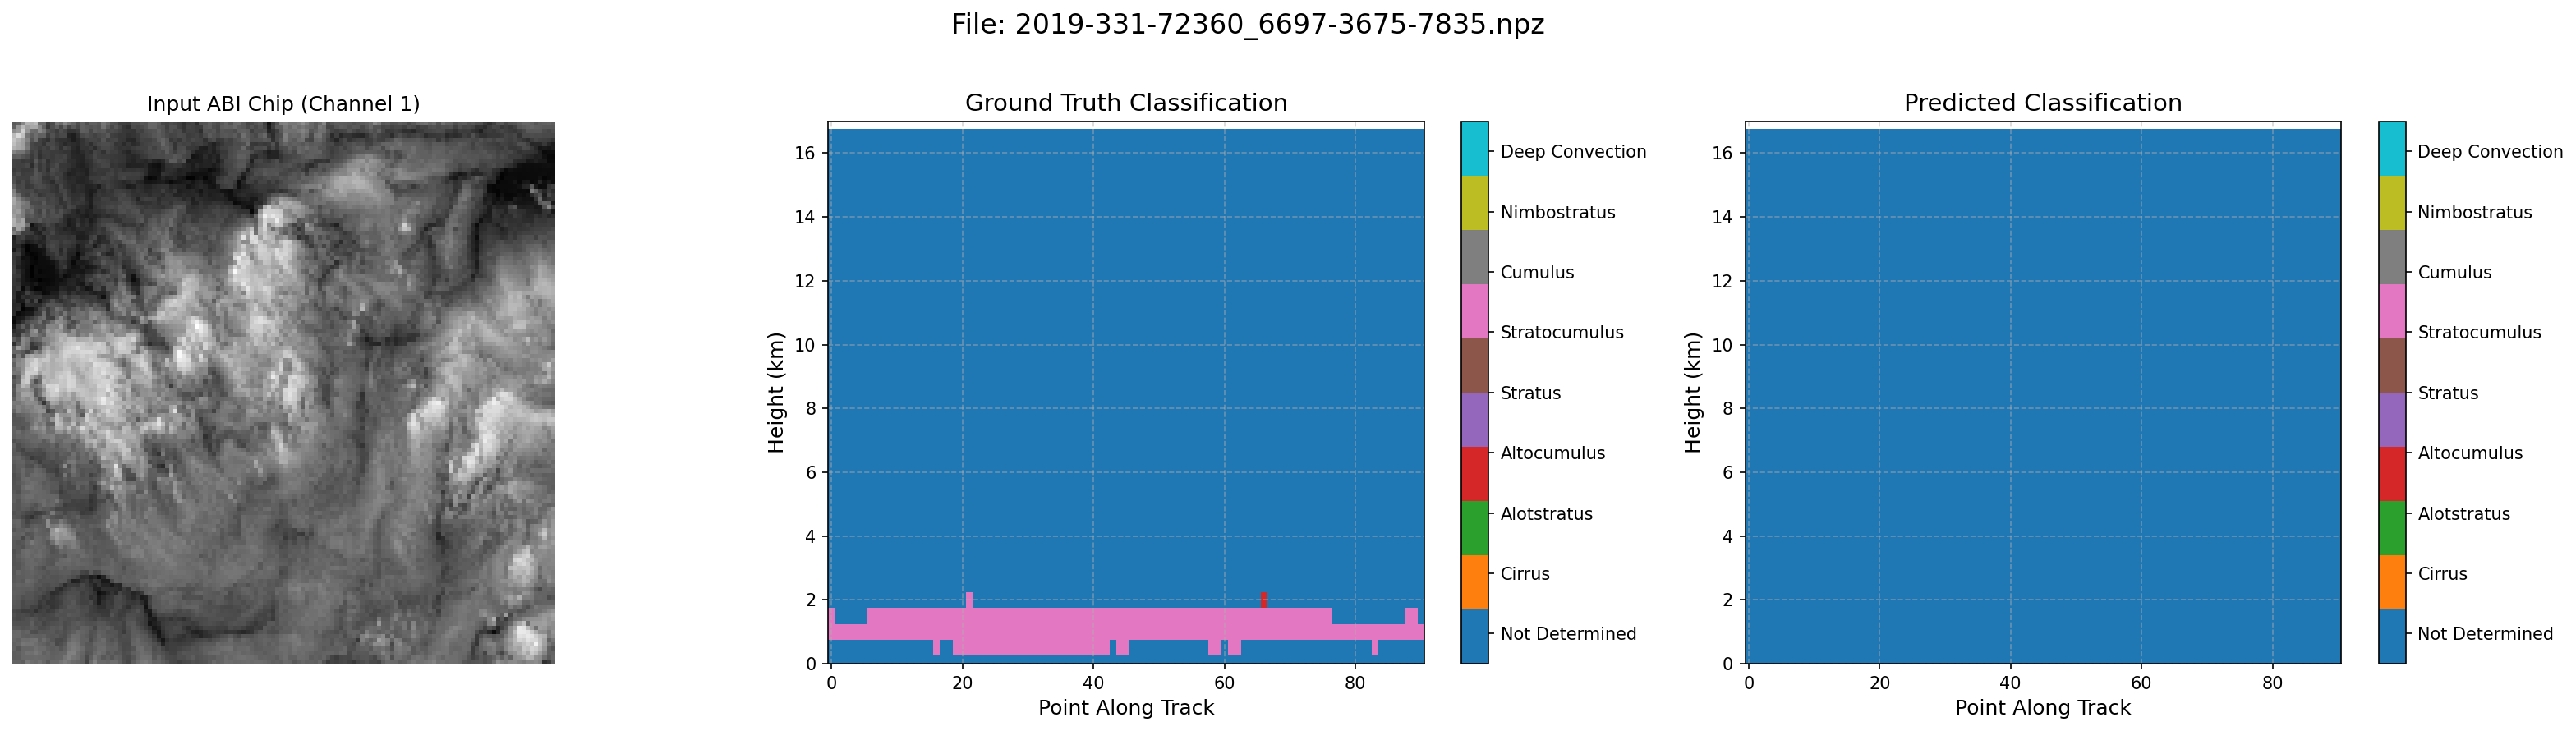 File: 2019-331-72360_6697-3675-7835.npz
Input ABI Chip (Channel 1)
Ground Truth Classification
Height (km)
16
14
12
10
8
6
4
2
0
0 20 40 60 80
Point Along Track
Deep Convection
Nimbostratus
Cumulus
Stratocumulus
Stratus
Altocumulus
Alotstratus
Cirrus
Not Determined
Predicted Classification
Height (km)
16
14
12
10
8
6
4
2
0
0 20 40 60 80
Point Along Track
Deep Convection
Nimbostratus
Cumulus
Stratocumulus
Stratus
Altocumulus
Alotstratus
Cirrus
Not Determined